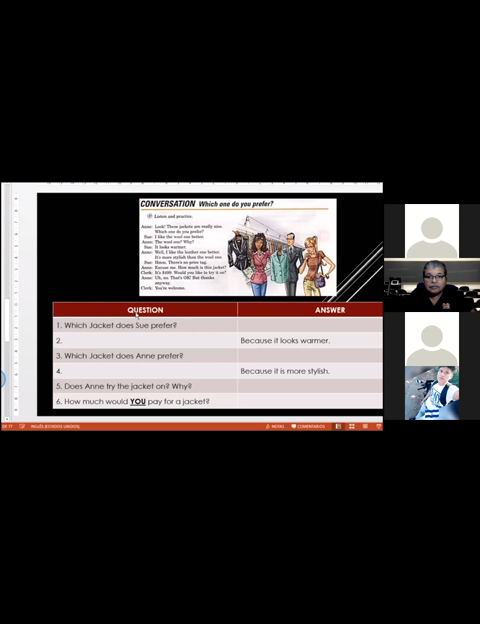 CONVERSATION Which one do you prefer?
Listen and practice.
Anne: Look! These jackets are really nice.
Which one do you prefer?
Sue: I like the wool one better.
Anne: The wool one? Why?
Sue: It looks warmer.
Anne: Well, I like the leather one better.
It's more stylish than the wool one.
Sue: Hmm. There's no price tag.
Anne: Excuse me. How much is this jacket?
Clerk: It's $499. Would you like to try it on?
Anne: Uh, no. That's OK! But thanks
anyway.
Clerk: You're welcome.
QUESTION ANSWER
1. Which Jacket does Sue prefer?
2. Because it looks warmer.
3. Which Jacket does Anne prefer?
4. Because it is more stylish.
5. Does Anne try the jacket on? Why?
6. How much would YOU pay for a jacket?
DE 17 INGLÉS (ESTADOS UNIDOS) NOTAS COMENTARIOS